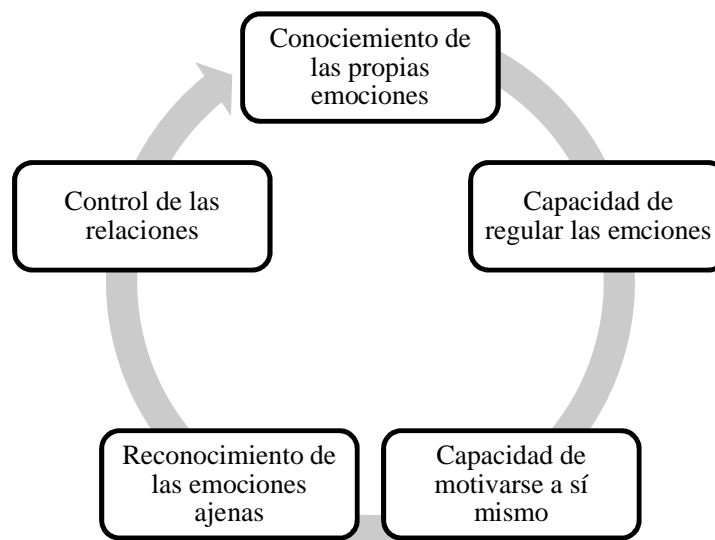 Conociemiento de
las propias
emociones
Capacidad de
regular las emciones
Capacidad de
motivarse a sí
mismo
Reconocimiento de
las emociones
ajenas
Control de las
relaciones